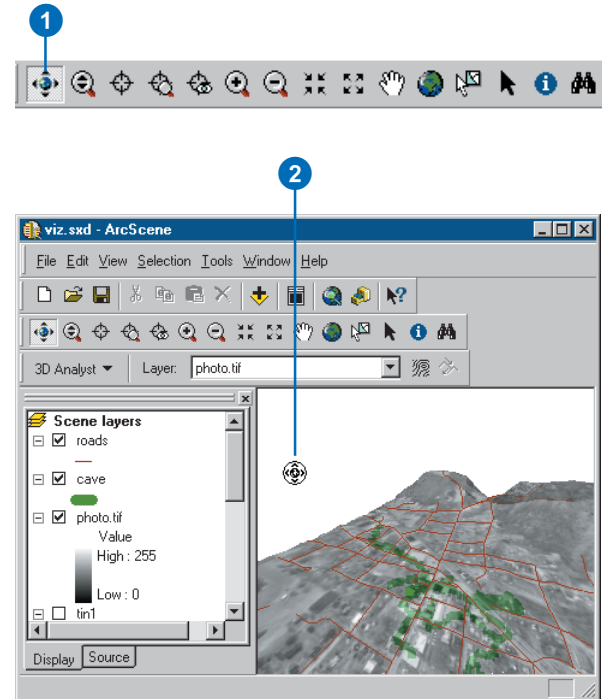 1
2
viz.sxd - ArcScene
File Edit View Selection Tools Window Help
3D Analyst Layer: photo.tif
Scene layers
roads
cave
photo.tif
Value
High : 255
Low : 0
tin1
Display Source